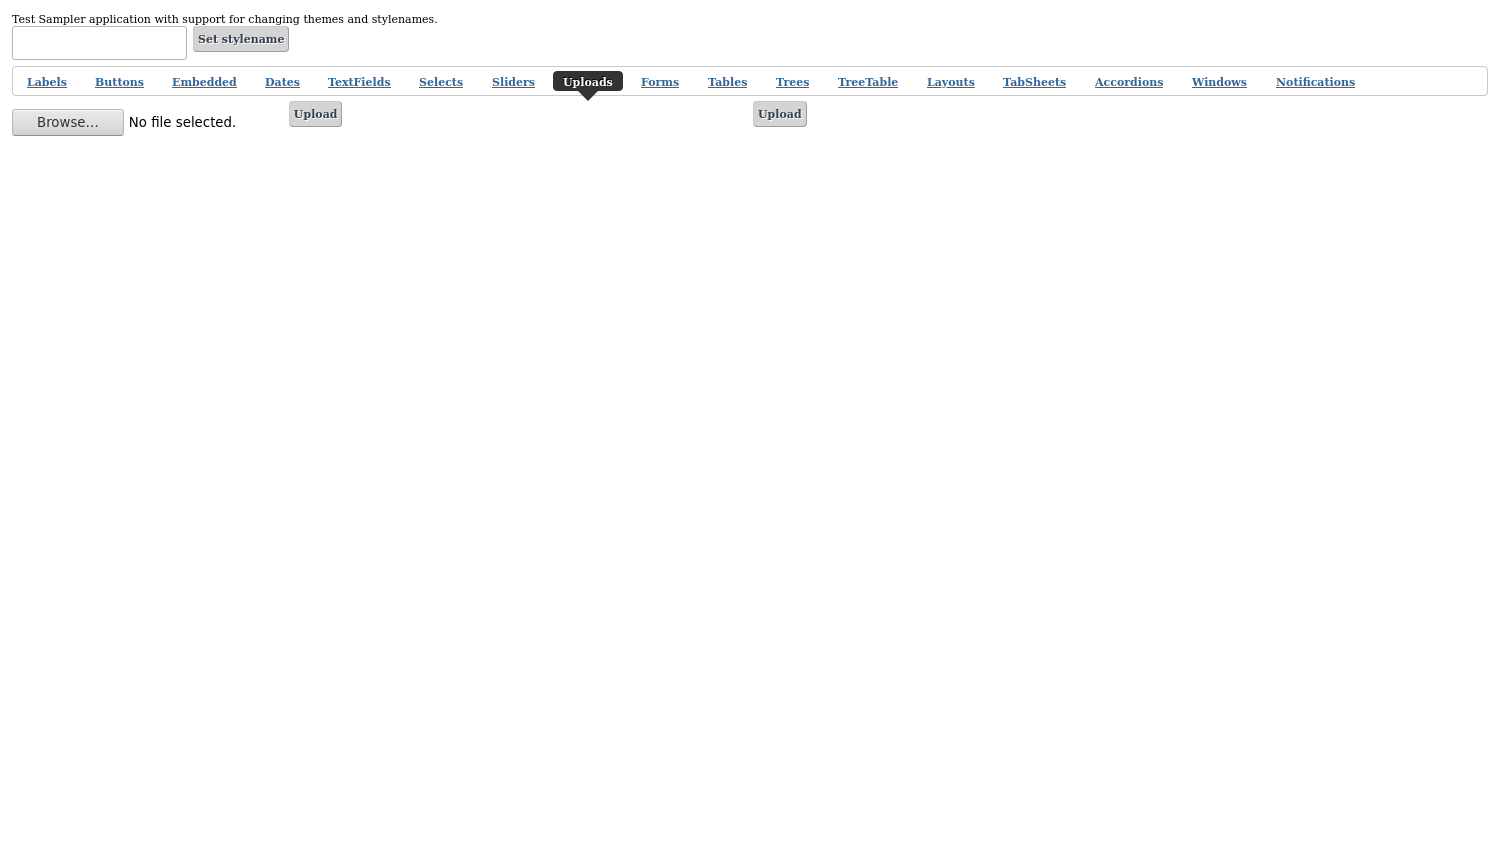 Test Sampler application with support for changing themes and stylenames.
Set stylename
Labels Buttons Embedded Dates TextFields Selects Sliders Uploads Forms Tables Trees TreeTable Layouts TabSheets Accordions Windows Notifications
Browse... No file selected. Upload Upload